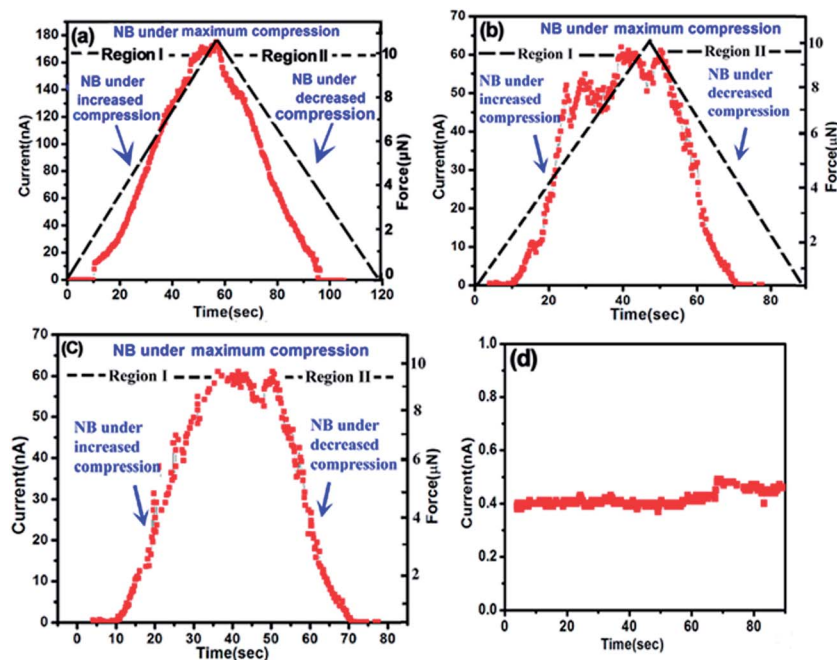 (a)
NB under maximum compression
Region I
Region II
NB under
increased
compression
NB under
decreased
compression
Current(nA)
Force(µN)
180
160
140
120
100
80
60
40
20
0
10
8
6
4
2
0
0 20 40 60 80 100 120
Time(sec)
(b)
NB under maximum compression
Region I
Region II
NB under
increased
compression
NB under
decreased
compression
Current(nA)
Force(µN)
70
60
50
40
30
20
10
0
10
8
6
4
2
0 20 40 60 80
Time(sec)
(C)
NB under maximum compression
Region I
Region II
NB under
increased
compression
NB under
decreased
compression
Current(nA)
Force(µN)
70
60
50
40
30
20
10
0
10
8
6
4
2
0 10 20 30 40 50 60 70 80
Time(sec)
(d)
Current(nA)
1.0
0.8
0.6
0.4
0.2
0.0
0 20 40 60 80
Time(sec)